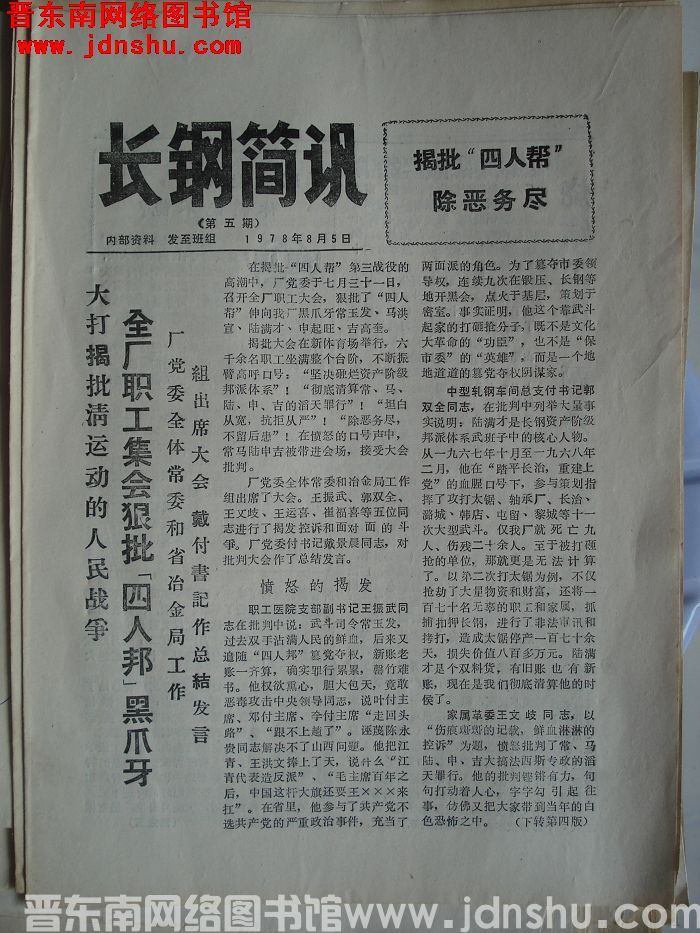 晋东南网络图书馆
www.jdnshu.com
长钢简讯
《第五期》
内部资料 发至班组 1978年8月5日
揭批“四人帮”
除恶务尽
大打揭批清运动的人民战争
全厂职工集会狠批「四人邦」黑爪牙
厂党委全体常委和省冶金局工作
组出席大会 戴付書記作总結发言
在揭批“四人帮”第三战役的
高潮中，厂党委于七月三十一日，
召开全厂职工大会，狠批了“四人
帮”伸向我厂黑爪牙常玉发、马洪
宣、陆满才、申起旺、吉高奎。
揭批大会在新体育场举行，六
千余名职工坐满整个台阶，不断振
臂高呼口号：“坚决砸烂资产阶级
邦派体系”！“彻底清算常、马、
陆、申、吉的滔天罪行”！“坦白
从宽，抗拒从严”！“除恶务尽，
不留后患”！在愤怒的口号声中，
常马陆申吉被带进会场，接受大会
批判。
厂党委全体常委和冶金局工作
组出席了大会。王振武、郭双全、
王又岐、王运喜、崔福喜等五位同
志进行了揭发控诉和面对面的斗
争。厂党委付书记戴景晨同志，对
批判大会作了总结发言。
愤怒的揭发
职工医院支部副书记王振武同
志在批判中说：武斗司令常玉发，
过去双手沾满人民的鲜血，后来又
追随“四人邦”篡党夺权，新账老
账一齐算，确实罪行累累，罄竹难
书。他权欲熏心，胆大包天，竟敢
恶毒攻击中央领导同志，说叶付主
席、邓付主席、李付主席“走回头
路”、“跟不上趟了”。诬蔑陈永
贵同志解决不了山西问题。他把江
青、王洪文捧上了天，说什么“江
青代表造反派”、“毛主席百年之
后，中国这杆大旗还要王×××来
扛”。在省里，他参与了共产党不
选共产党的严重政治事件，充当了
两面派的角色。为了篡夺市委领
导权，连续九次在锻压、长钢等
地开黑会，点火于基层，策划于
密室。事实证明，他这个靠武斗
起家的打砸抢分子，既不是文化
大革命的“功臣”，也不是“保
市委”的“英雄”，而是一个地
地道道的篡党夺权阴谋家。
中型轧钢车间总支付书记郭
双全同志，在批判中列举大量事
实说明：陆满才是长钢资产阶级
邦派体系武班子中的核心人物。
从一九六七年十月至一九六八年
二月，他在“踏平长治，重建上
党”的血腥口号下，参与策划指
挥了攻打太锯、轴承厂、长治、
潞城、韩店、屯留、黎城等十一
次大型武斗。仅我厂就死亡九
人、伤残二十余人。至于被打砸
抢的单位，那就更是无法计算
了。以第二次打太锯为例，不仅
抢劫了大量物资和财富，还将一
百七十名无辜的职工和家属，抓
捕扣押长钢，进行了非法审讯和
拷打，造成太锯停产一百七十余
天，损失价值八百多万元。陆满
才是个双料货，有旧账也有新
账，现在是我们彻底清算他的时
侯了。
家属革委王文岐同志，以
“伤痕斑斑的记载，鲜血淋淋的
控诉”为题，愤怒批判了常、马
陆、申、吉大搞法西斯专政的滔
天罪行。他的批判铿锵有力，句
句打动着人心，字字勾引起往
事，仿佛又把大家带到当年的白
色恐怖之中。 （下转第四版）
晋东南网络图书馆 www.jdnshu.com